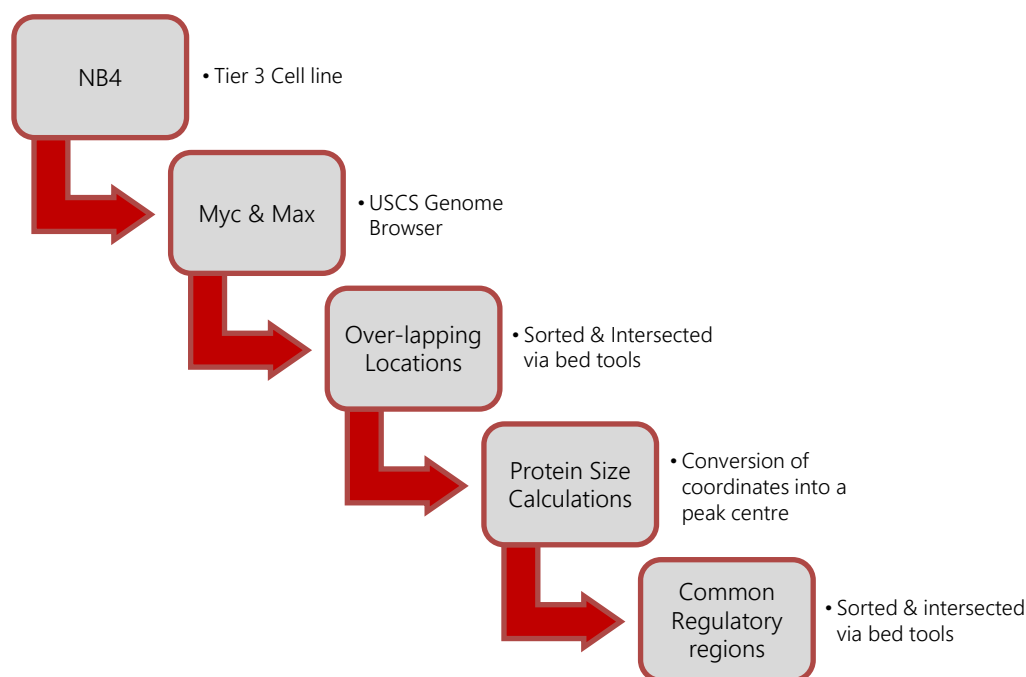 NB4
• Tier 3 Cell line
Myc & Max
• USCS Genome
Browser
Over-lapping
Locations
• Sorted & Intersected
via bed tools
Protein Size
Calculations
• Conversion of
coordinates into a
peak centre
Common
Regulatory
regions
• Sorted & intersected
via bed tools